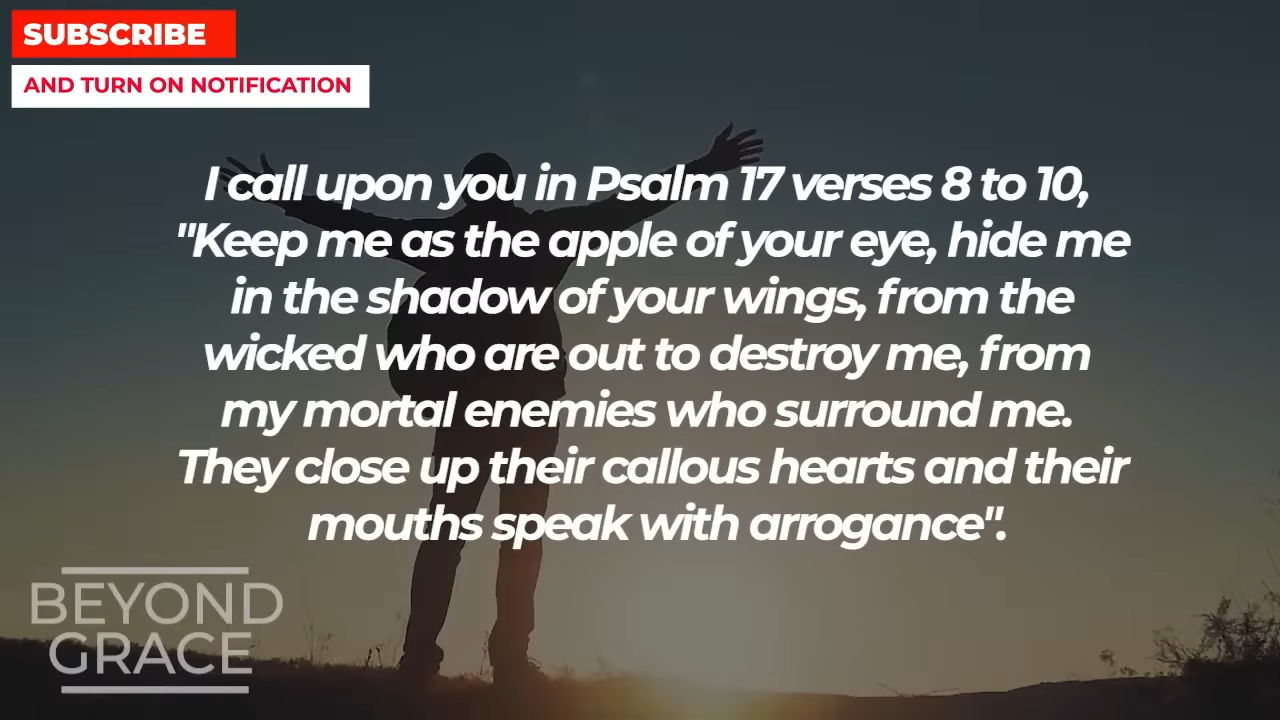 SUBSCRIBE
AND TURN ON NOTIFICATION
I call upon you in Psalm 17 verses 8 to 10,
"Keep me as the apple of your eye, hide me
in the shadow of your wings, from the
wicked who are out to destroy me, from
my mortal enemies who surround me.
They close up their callous hearts and their
mouths speak with arrogance".
BEYOND
GRACE